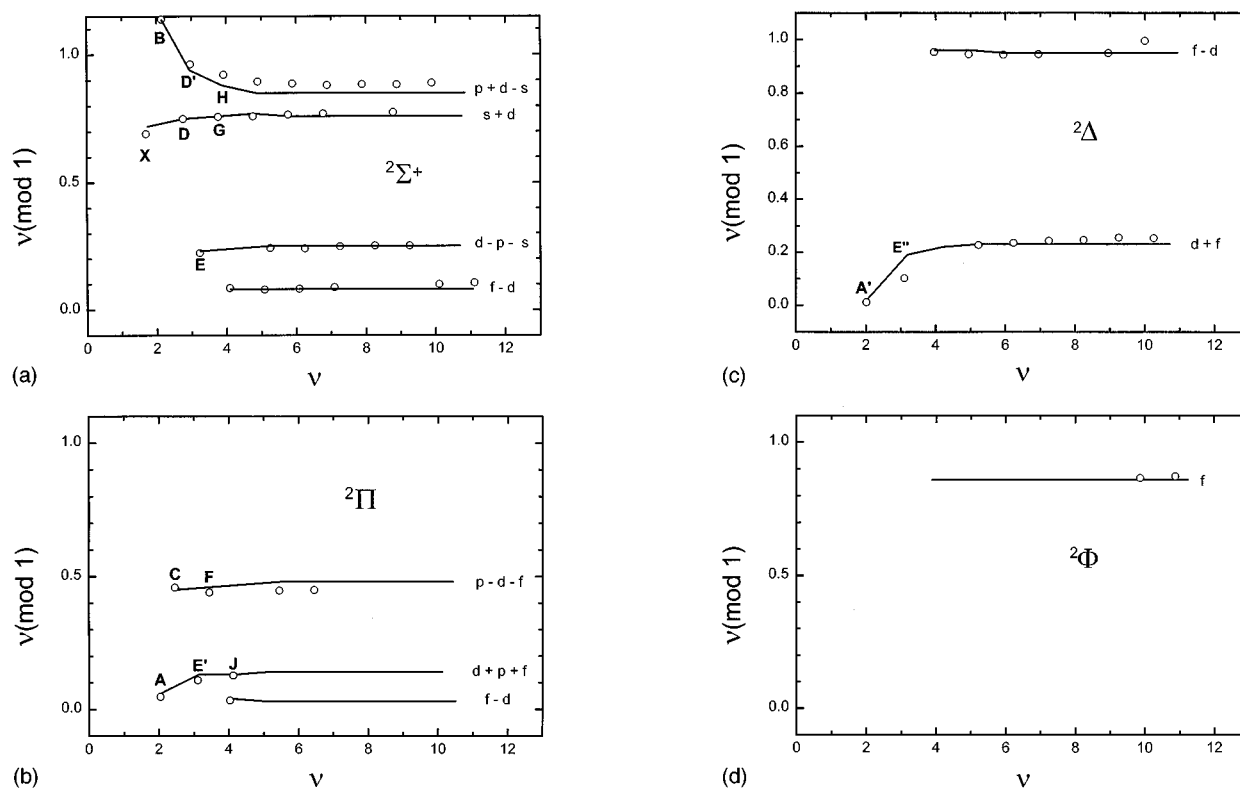 1.0
0.5
0.0
0 2 4 6 8 10 12
ν(mod 1)
ν
B
D'
H
X
D
G
E
p + d - s
s + d
d - p - s
f - d
²Σ⁺
(a)
1.0
0.8
0.6
0.4
0.2
0.0
0 2 4 6 8 10 12
ν(mod 1)
ν
f - d
²Δ
E"
A'
d + f
(c)
1.0
0.5
0.0
0 2 4 6 8 10 12
ν(mod 1)
ν
²Π
C
F
p - d - f
A
E'
J
d + p + f
f - d
(b)
1.0
0.5
0.0
0 2 4 6 8 10 12
ν(mod 1)
ν
f
²Φ
(d)